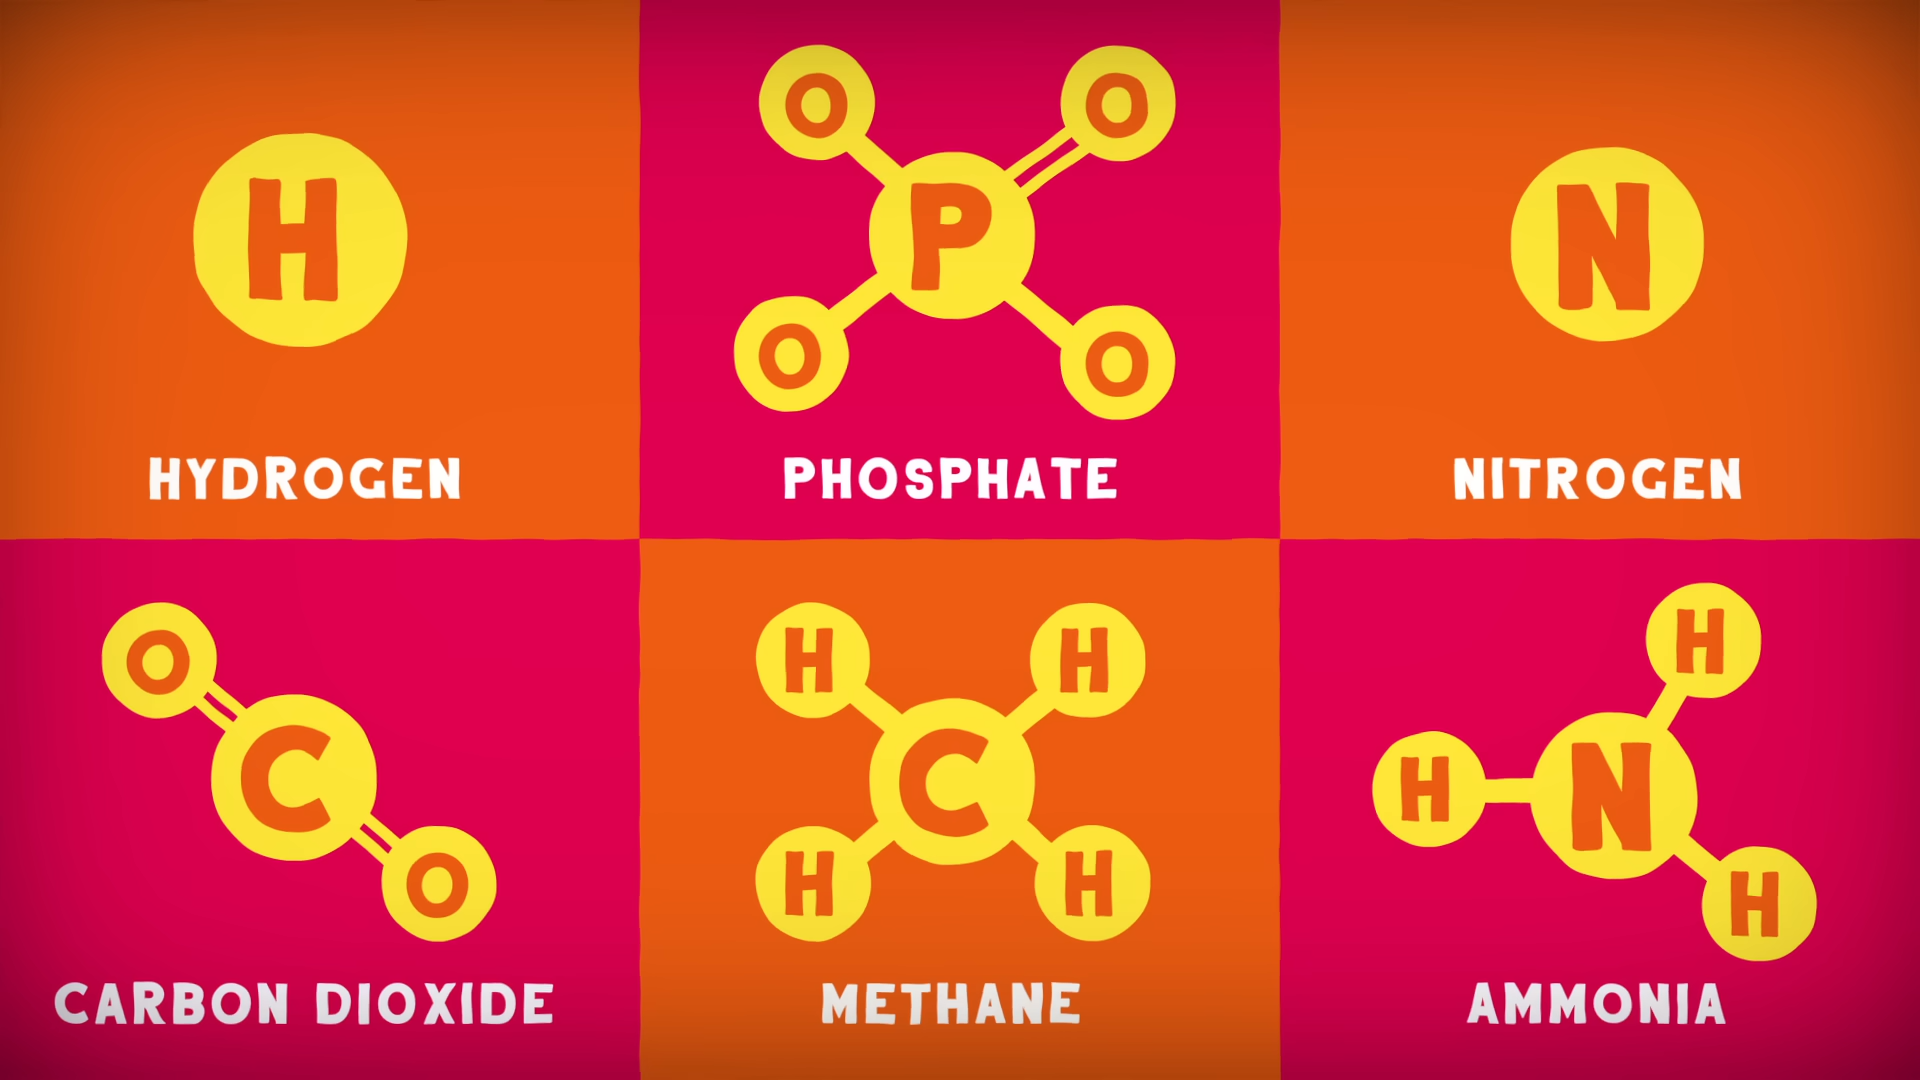 H
O O
P
O O
N
HYDROGEN
PHOSPHATE
NITROGEN
O
C
O
H H
C
H H
H
H N
H
CARBON DIOXIDE
METHANE
AMMONIA